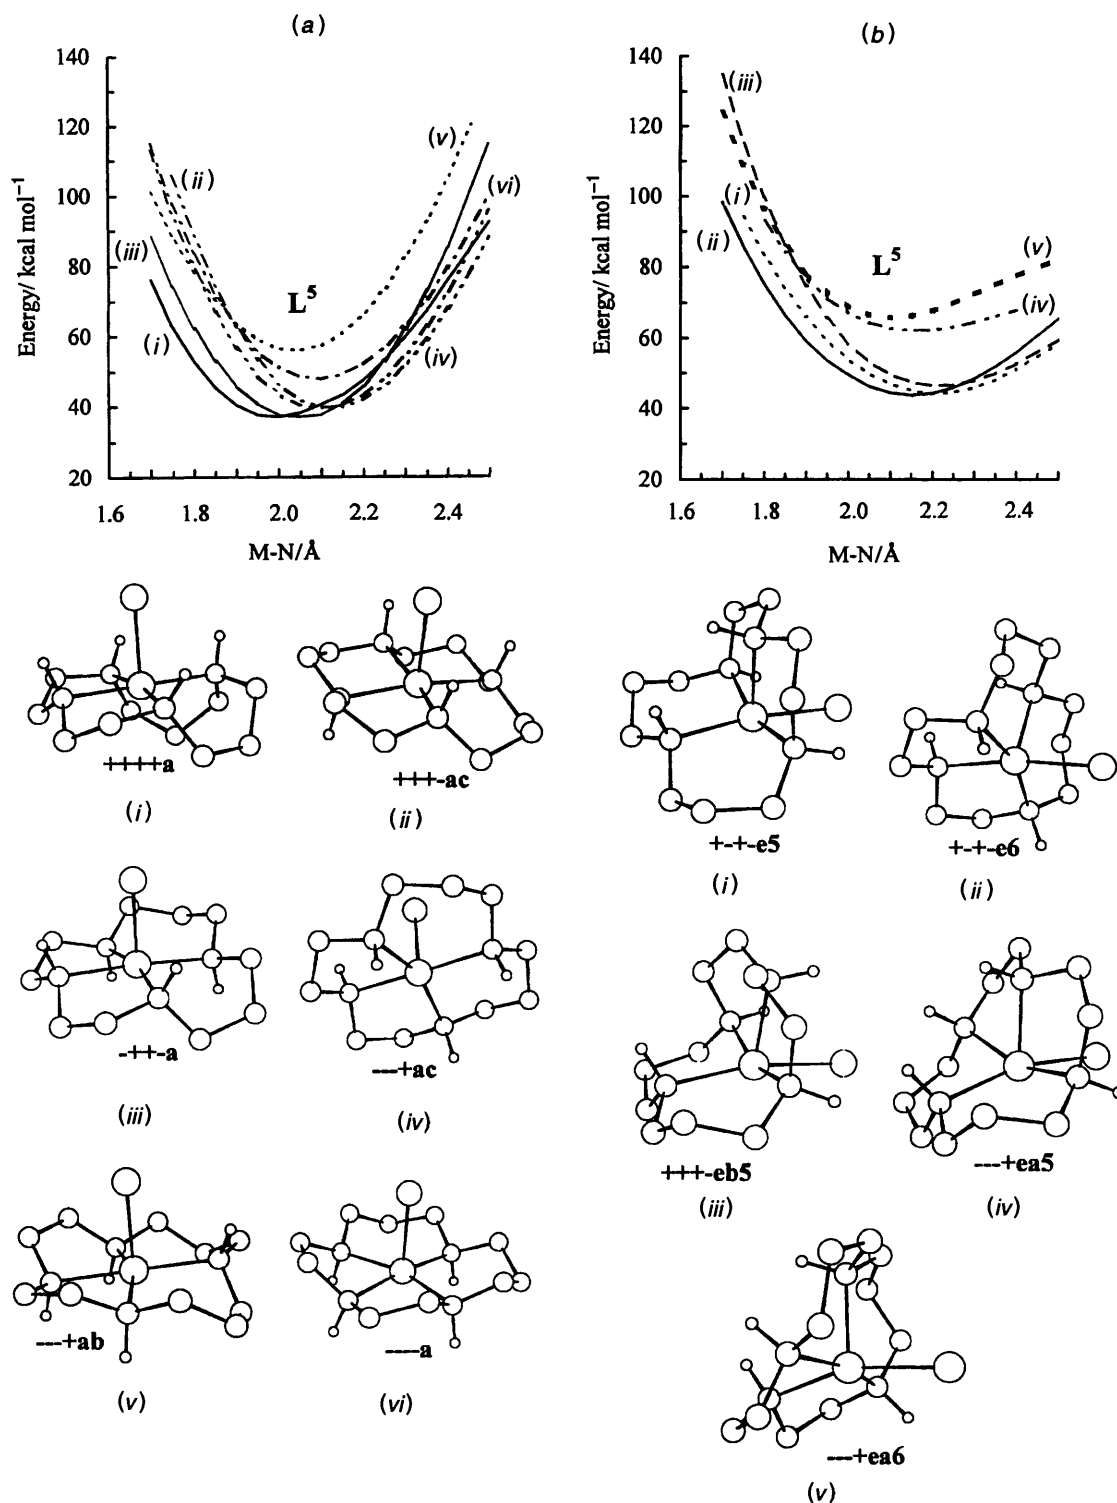 (a)
Energy/ kcal mol⁻¹
140
120
100
80
60
40
20
1.6 1.8 2.0 2.2 2.4
M-N/Å
L⁵
(i)
(ii)
(iii)
(iv)
(v)
(vi)
(b)
Energy/ kcal mol⁻¹
140
120
100
80
60
40
20
1.6 1.8 2.0 2.2 2.4
M-N/Å
L⁵
(iii)
(i)
(ii)
(v)
(iv)
++++a
(i)
+++-ac
(ii)
-++-a
(iii)
---+ac
(iv)
---+ab
(v)
----a
(vi)
+-+-e5
(i)
+-+-e6
(ii)
+++-eb5
(iii)
---+ea5
(iv)
---+ea6
(v)